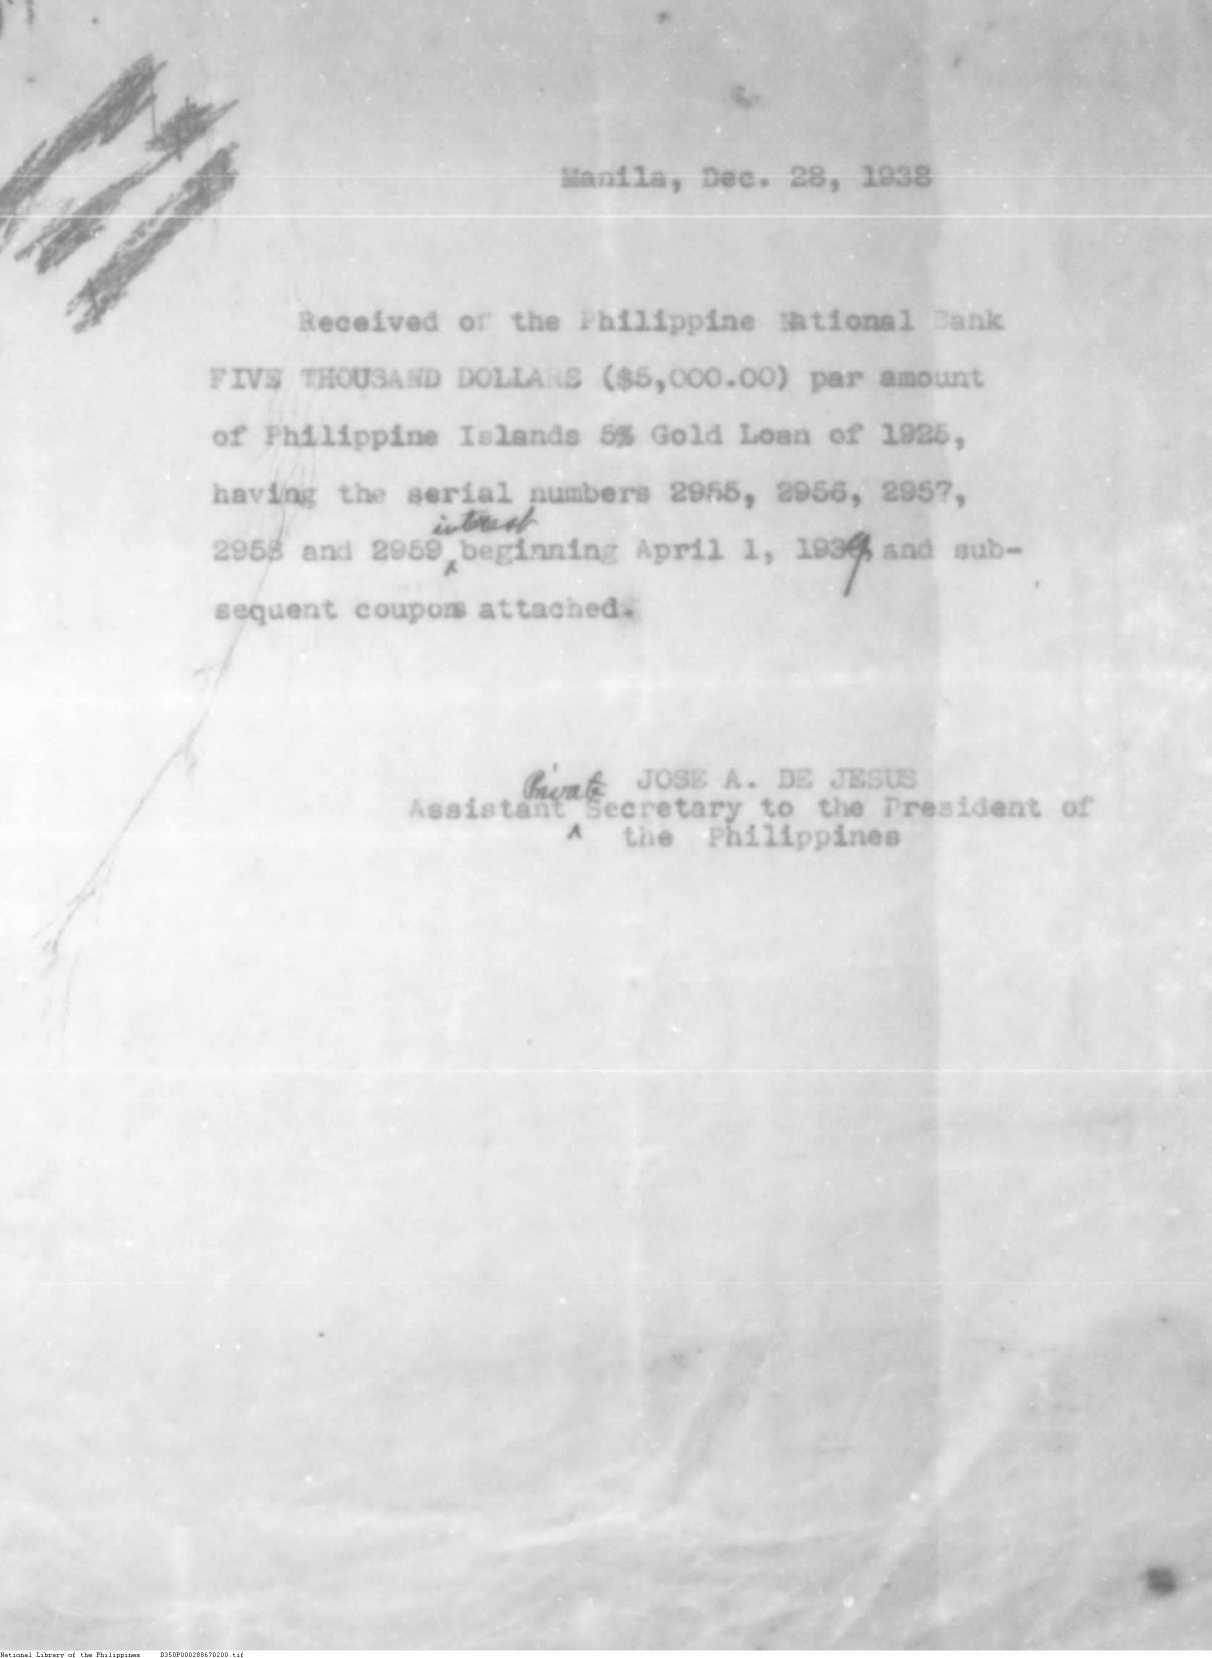 Manila, Dec. 28, 1938
Received of the Philippine National Bank
FIVE THOUSAND DOLLARS ($5,000.00) par amount
of Philippine Islands 5% Gold Loan of 1925,
having the serial numbers 2955, 2956, 2957,
interest
2958 and 2959 ^ beginning April 1, 1939, and sub-
sequent coupons attached.
Private JOSE A. DE JESUS
Assistant ^ Secretary to the President of
the Philippines
National Library of the Philippines D350P000288670200.tif